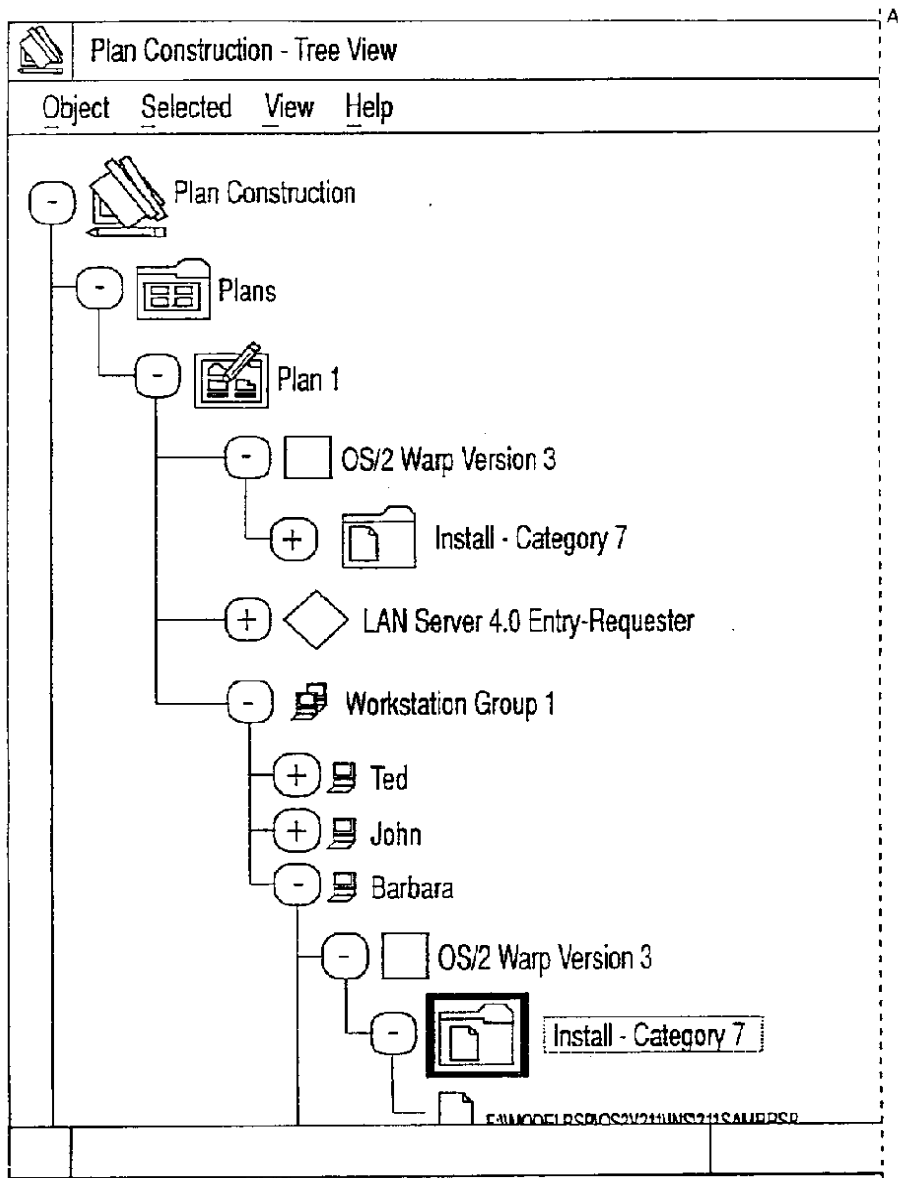 A
Plan Construction - Tree View
Object Selected View Help
Plan Construction
Plans
Plan 1
OS/2 Warp Version 3
Install - Category 7
LAN Server 4.0 Entry-Requester
Workstation Group 1
Ted
John
Barbara
OS/2 Warp Version 3
Install - Category 7